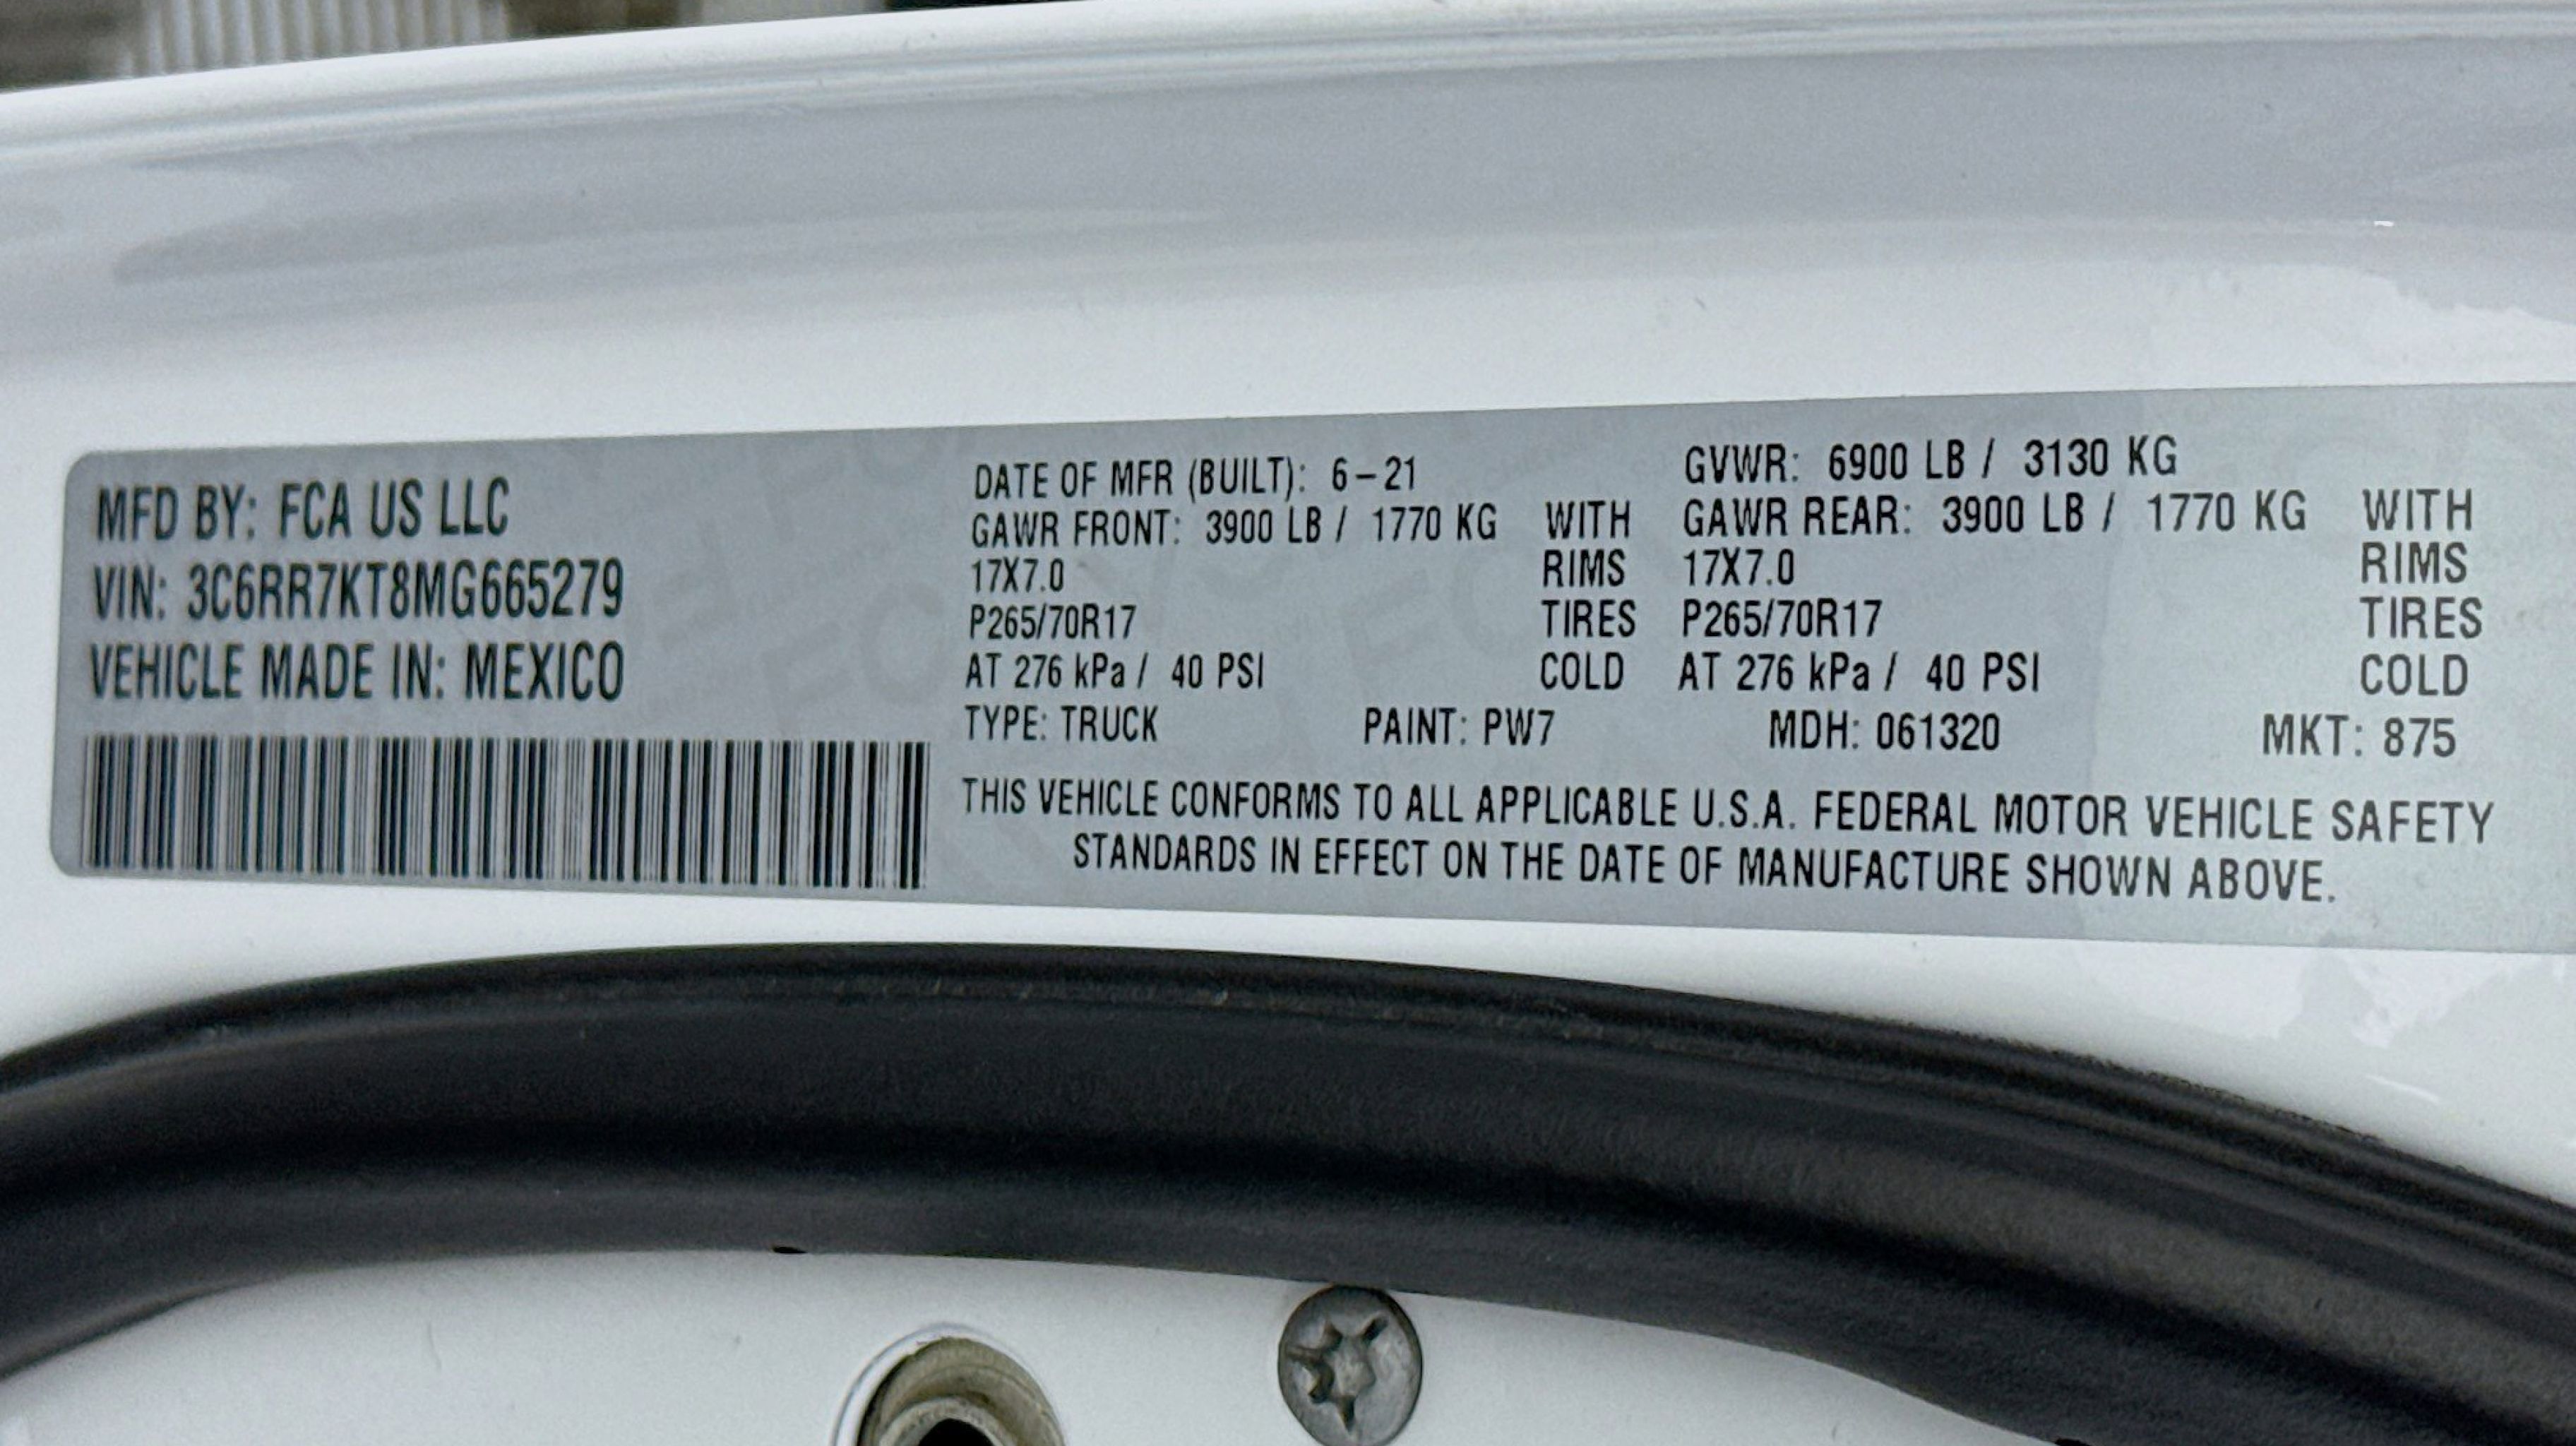 MFD BY: FCA US LLC
VIN: 3C6RR7KT8MG665279
VEHICLE MADE IN: MEXICO
DATE OF MFR (BUILT): 6-21
GVWR: 6900 LB / 3130 KG
GAWR FRONT: 3900 LB / 1770 KG WITH
GAWR REAR: 3900 LB / 1770 KG WITH
17X7.0 RIMS
17X7.0 RIMS
P265/70R17 TIRES
P265/70R17 TIRES
AT 276 kPa / 40 PSI COLD
AT 276 kPa / 40 PSI COLD
TYPE: TRUCK PAINT: PW7 MDH: 061320 MKT: 875
THIS VEHICLE CONFORMS TO ALL APPLICABLE U.S.A. FEDERAL MOTOR VEHICLE SAFETY
STANDARDS IN EFFECT ON THE DATE OF MANUFACTURE SHOWN ABOVE.